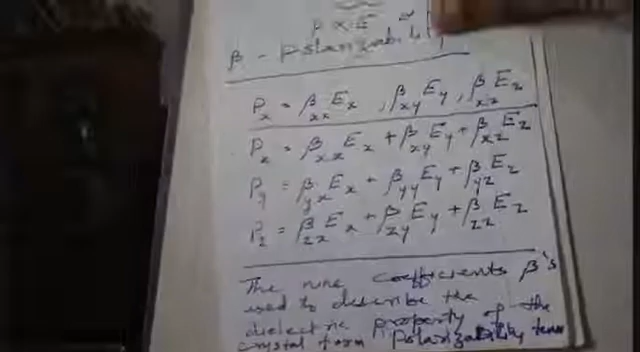 P ∝ E
β - Polarizability
Px = βxx Ex , βxy Ey , βxz Ez
Px = βxx Ex + βxy Ey + βxz Ez
Py = βyx Ex + βyy Ey + βyz Ez
Pz = βzx Ex + βzy Ey + βzz Ez
The nine coefficients β's
used to describe the
dielectric property of the
crystal form Polarizability tensor